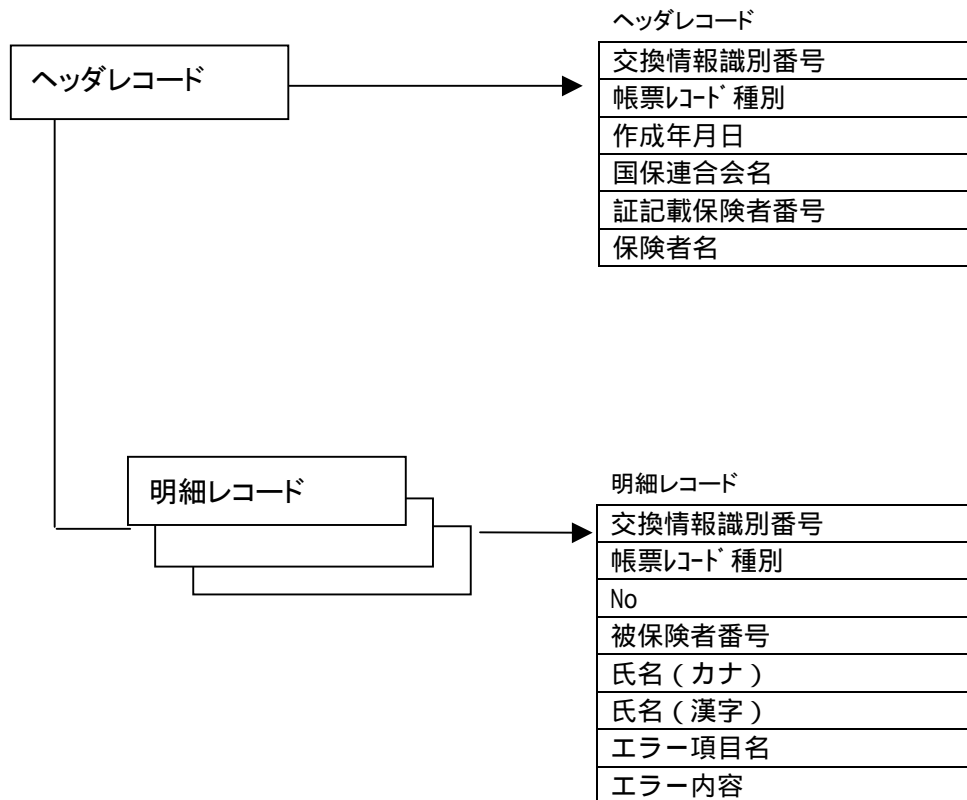 ヘッダレコード
ヘッダレコード
交換情報識別番号
帳票ﾚｺｰﾄﾞ種別
作成年月日
国保連合会名
証記載保険者番号
保険者名
明細レコード
明細レコード
交換情報識別番号
帳票ﾚｺｰﾄﾞ種別
No
被保険者番号
氏名(カナ)
氏名(漢字)
エラー項目名
エラー内容